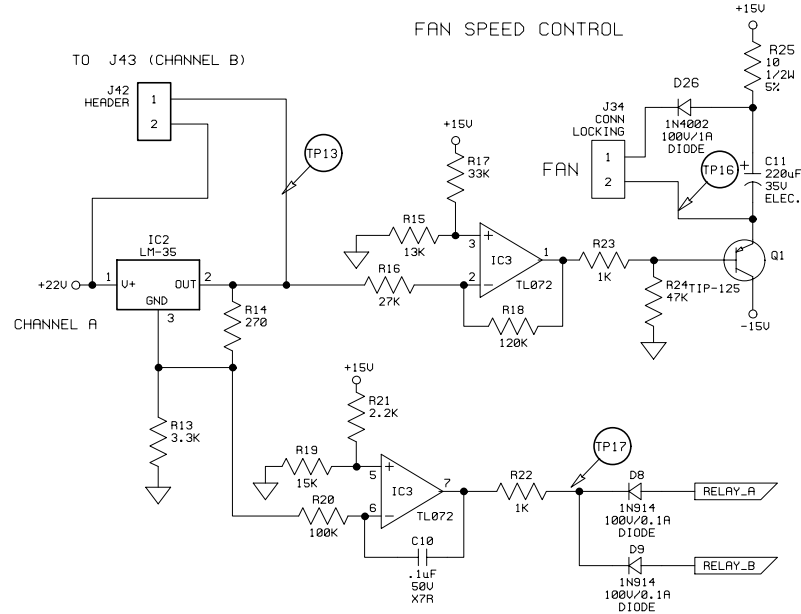 FAN SPEED CONTROL
+15V
R25
10
1/2W
5%
TO J43 (CHANNEL B)
J42
HEADER
1
2
TP13
+15V
R17
33K
J34
CONN
LOCKING
1
2
FAN
D26
1N4002
100V/1A
DIODE
TP16
+
C11
220uF
35V
ELEC.
IC2
LM-35
+22V
1
V+
OUT
2
GND
3
CHANNEL A
R14
270
R15
13K
R16
27K
3
+
2
−
IC3
1
TL072
R18
120K
R23
1K
R24
47K
TIP-125
Q1
-15V
R13
3.3K
+15V
R21
2.2K
R19
15K
R20
100K
5
+
6
−
IC3
7
TL072
C10
.1uF
50V
X7R
R22
1K
TP17
D8
1N914
100V/0.1A
DIODE
RELAY_A
D9
1N914
100V/0.1A
DIODE
RELAY_B